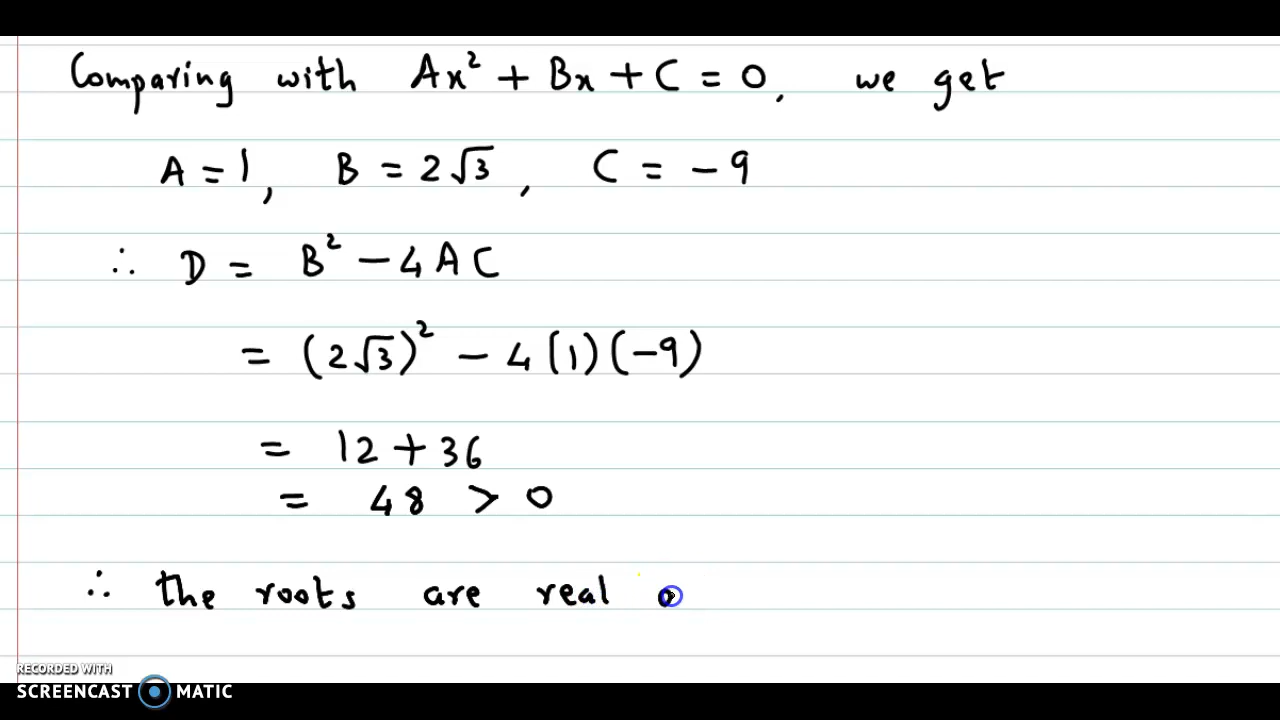 Comparing with Ax² + Bx + C = 0, we get
A = 1, B = 2√3, C = -9
∴ D = B² - 4AC
= (2√3)² - 4(1)(-9)
= 12 + 36
= 48 > 0
∴ the roots are real
RECORDED WITH
SCREENCAST MATIC